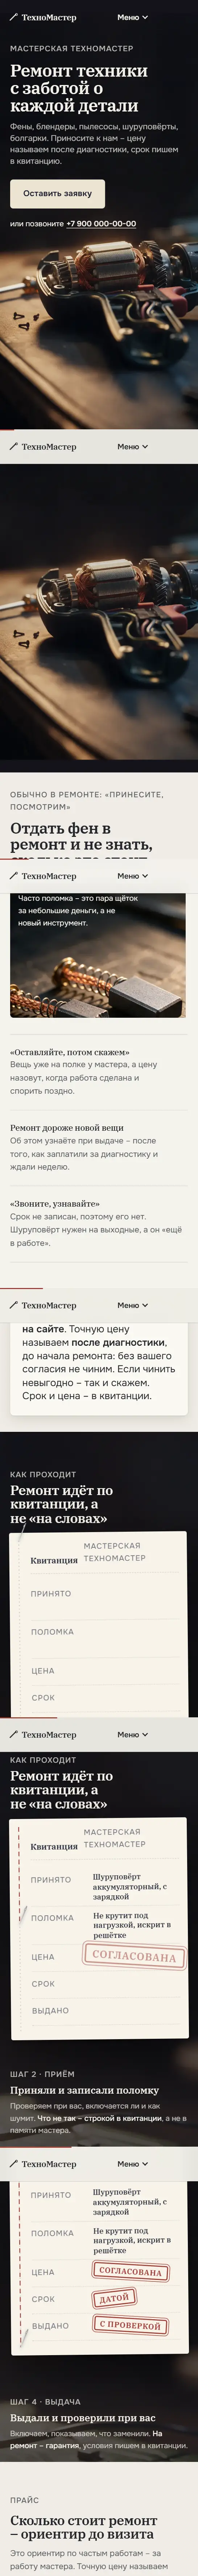 ТехноМастер
Меню
МАСТЕРСКАЯ ТЕХНОМАСТЕР
Ремонт техники
с заботой о
каждой детали
Фены, блендеры, пылесосы, шуруповёрты,
болгарки. Приносите к нам – цену
называем после диагностики, срок пишем
в квитанцию.
Оставить заявку
или позвоните +7 900 000-00-00
ТехноМастер
Меню
ОБЫЧНО В РЕМОНТЕ: «ПРИНЕСИТЕ,
ПОСМОТРИМ»
Отдать фен в
ремонт и не знать,
ТехноМастер
Меню
Часто поломка – это пара щёток
за небольшие деньги, а не
новый инструмент.
«Оставляйте, потом скажем»
Вещь уже на полке у мастера, а цену
назовут, когда работа сделана и
спорить поздно.
Ремонт дороже новой вещи
Об этом узнаёте при выдаче – после
того, как заплатили за диагностику и
ждали неделю.
«Звоните, узнавайте»
Срок не записан, поэтому его нет.
Шуруповёрт нужен на выходные, а он «ещё
в работе».
ТехноМастер
Меню
на сайте. Точную цену
называем после диагностики,
до начала ремонта: без вашего
согласия не чиним. Если чинить
невыгодно – так и скажем.
Срок и цена – в квитанции.
КАК ПРОХОДИТ
Ремонт идёт по
квитанции, а
не «на словах»
Квитанция
МАСТЕРСКАЯ
ТЕХНОМАСТЕР
ПРИНЯТО
ПОЛОМКА
ЦЕНА
СРОК
ТехноМастер
Меню
КАК ПРОХОДИТ
Ремонт идёт по
квитанции, а
не «на словах»
Квитанция
МАСТЕРСКАЯ
ТЕХНОМАСТЕР
ПРИНЯТО
Шуруповёрт
аккумуляторный, с
зарядкой
ПОЛОМКА
Не крутит под
нагрузкой, искрит в
решётке
ЦЕНА
СОГЛАСОВАНА
СРОК
ВЫДАНО
ШАГ 2 · ПРИЁМ
Приняли и записали поломку
Проверяем при вас, включается ли и как
шумит. Что не так – строкой в квитанции, а не в
памяти мастера.
ТехноМастер
Меню
ПРИНЯТО
Шуруповёрт
аккумуляторный, с
зарядкой
ПОЛОМКА
Не крутит под
нагрузкой, искрит в
решётке
ЦЕНА
СОГЛАСОВАНА
СРОК
ДАТОЙ
ВЫДАНО
С ПРОВЕРКОЙ
ШАГ 4 · ВЫДАЧА
Выдали и проверили при вас
Включаем, показываем, что заменили. На
ремонт – гарантия, условия пишем в квитанции.
ПРАЙС
Сколько стоит ремонт
– ориентир до визита
Это ориентир по частым работам – за
работу мастера. Точную цену называем